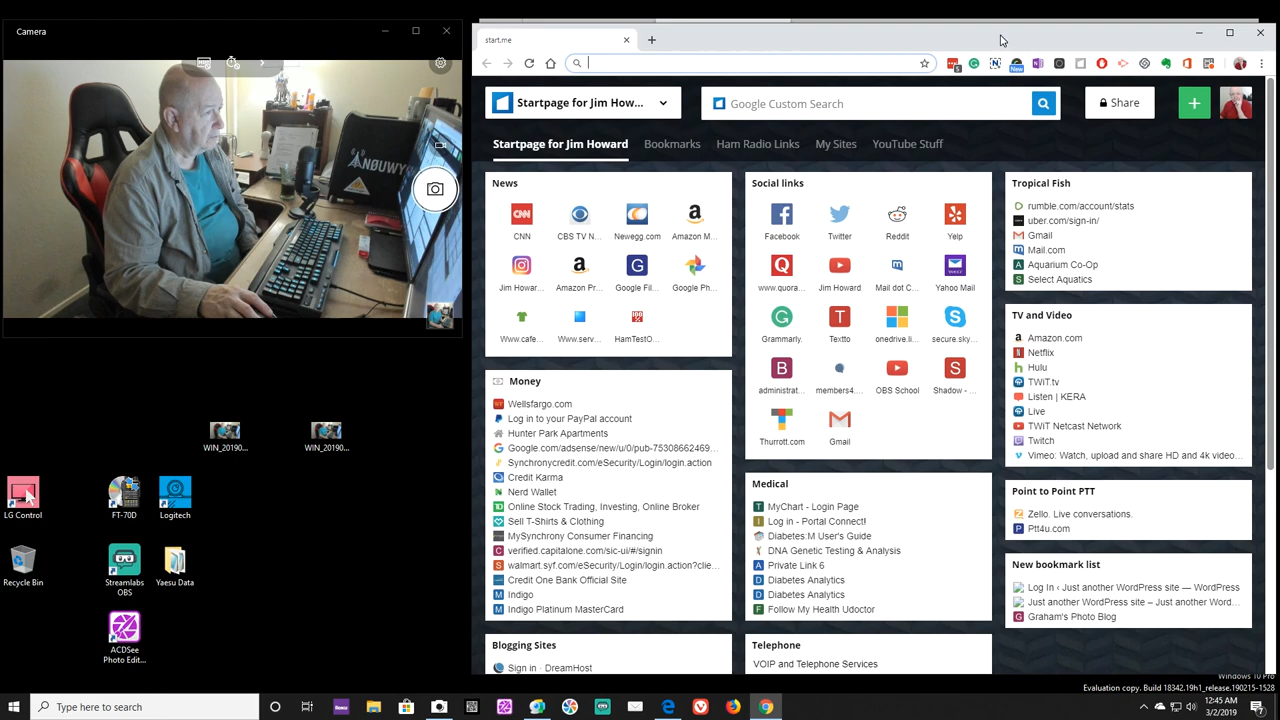 Camera
ANØUWY
start.me
Startpage for Jim How...
Google Custom Search
Share
Startpage for Jim Howard
Bookmarks
Ham Radio Links
My Sites
YouTube Stuff
News
CNN
CBS TV N...
Newegg.com
Amazon M...
Jim Howar...
Amazon Pr...
Google Fil...
Google Ph...
Www.cafe...
Www.serv...
HamTestO...
Money
Wellsfargo.com
Log in to your PayPal account
Hunter Park Apartments
Google.com/adsense/new/u/0/pub-75308662469...
Synchronycredit.com/eSecurity/Login/login.action
Credit Karma
Nerd Wallet
Online Stock Trading, Investing, Online Broker
Sell T-Shirts & Clothing
MySynchrony Consumer Financing
verified.capitalone.com/sic-ui/#/signin
walmart.syf.com/eSecurity/Login/login.action?clie...
Credit One Bank Official Site
Indigo
Indigo Platinum MasterCard
Blogging Sites
Sign in · DreamHost
Social links
Facebook
Twitter
Reddit
Yelp
www.quora...
Jim Howard
Mail dot C...
Yahoo Mail
Grammarly.
Textto
onedrive.li...
secure.sky...
administrat...
members4....
OBS School
Shadow - ...
Thurrott.com
Gmail
Medical
MyChart - Login Page
Log in - Portal Connect!
Diabetes:M User's Guide
DNA Genetic Testing & Analysis
Private Link 6
Diabetes Analytics
Diabetes Analytics
Follow My Health Udoctor
Telephone
VOIP and Telephone Services
Tropical Fish
rumble.com/account/stats
uber.com/sign-in/
Gmail
Mail.com
Aquarium Co-Op
Select Aquatics
TV and Video
Amazon.com
Netflix
Hulu
TWiT.tv
Listen | KERA
Live
TWiT Netcast Network
Twitch
Vimeo: Watch, upload and share HD and 4k video...
Point to Point PTT
Zello. Live conversations.
Ptt4u.com
New bookmark list
Log In ‹ Just another WordPress site — WordPress
Just another WordPress site – Just another Word...
Graham's Photo Blog
WIN_20190...
WIN_20190...
LG Control
FT-70D
Logitech
Recycle Bin
Streamlabs OBS
Yaesu Data
ACDSee Photo Edit...
Windows 10 Pro
Evaluation copy. Build 18342.19h1_release.190215-1528
Type here to search
12:45 AM
3/2/2019